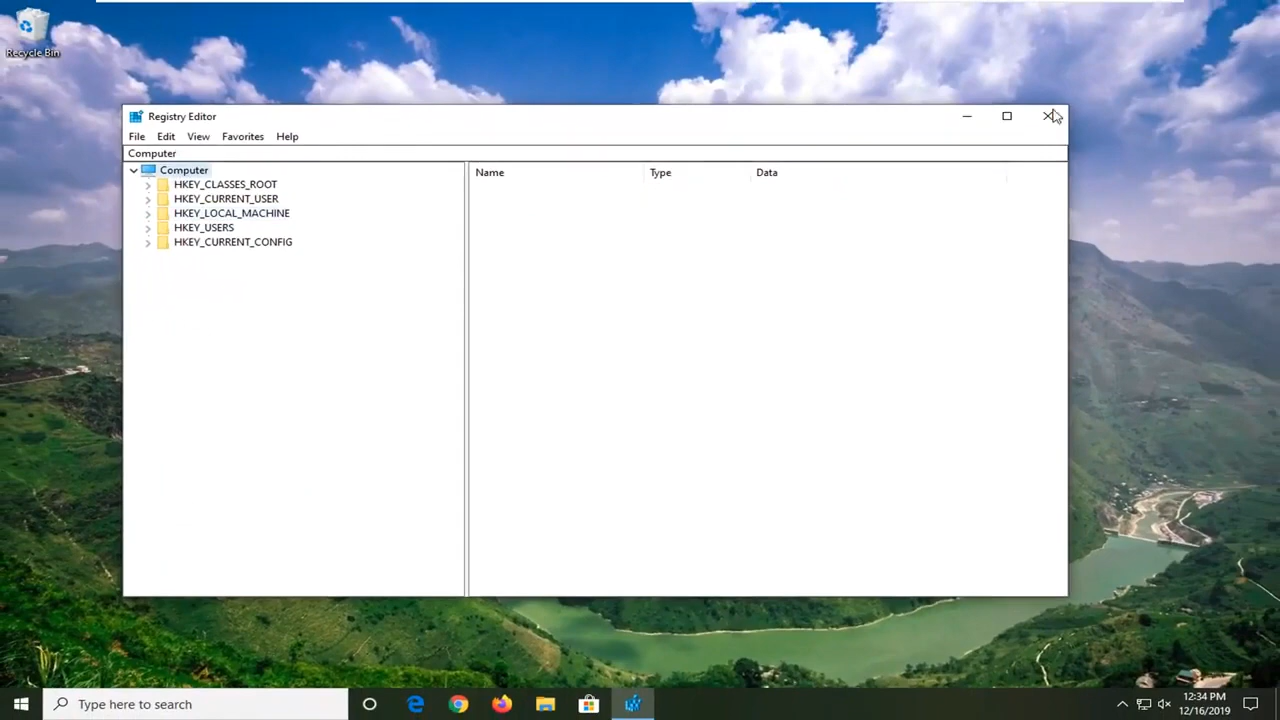 Recycle Bin
Registry Editor
File Edit View Favorites Help
Computer
Computer
HKEY_CLASSES_ROOT
HKEY_CURRENT_USER
HKEY_LOCAL_MACHINE
HKEY_USERS
HKEY_CURRENT_CONFIG
Name Type Data
Type here to search
12:34 PM
12/16/2019